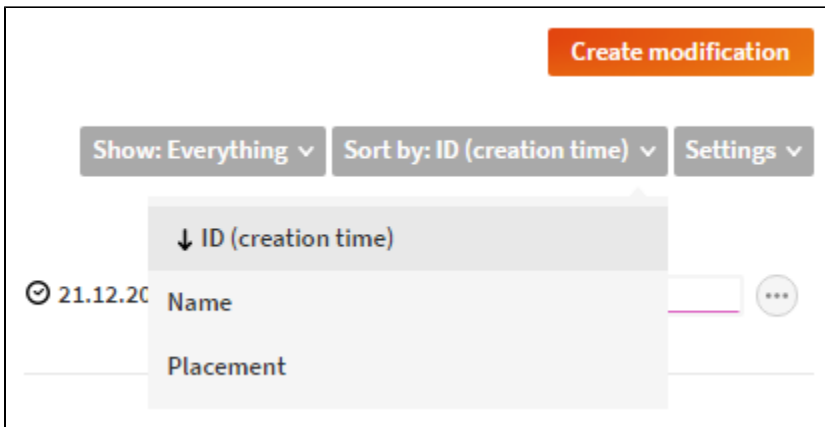 Create modification
Show: Everything
Sort by: ID (creation time)
Settings
↓ ID (creation time)
21.12.20
Name
Placement